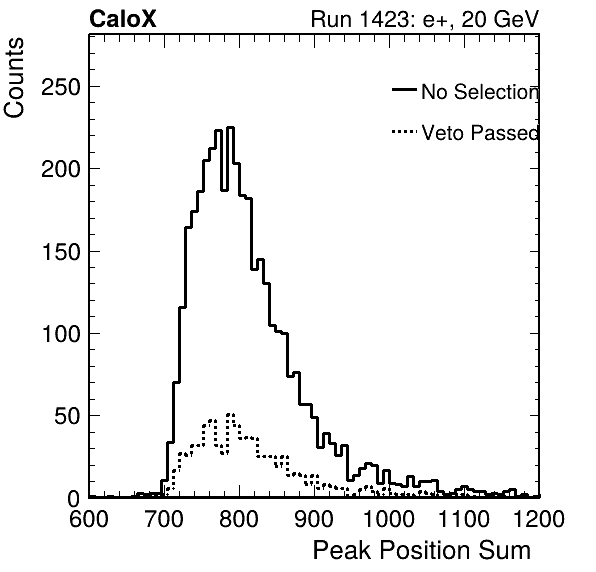 CaloX Run 1423: e+, 20 GeV
Counts
No Selection
Veto Passed
250
200
150
100
50
0
600 700 800 900 1000 1100 1200
Peak Position Sum